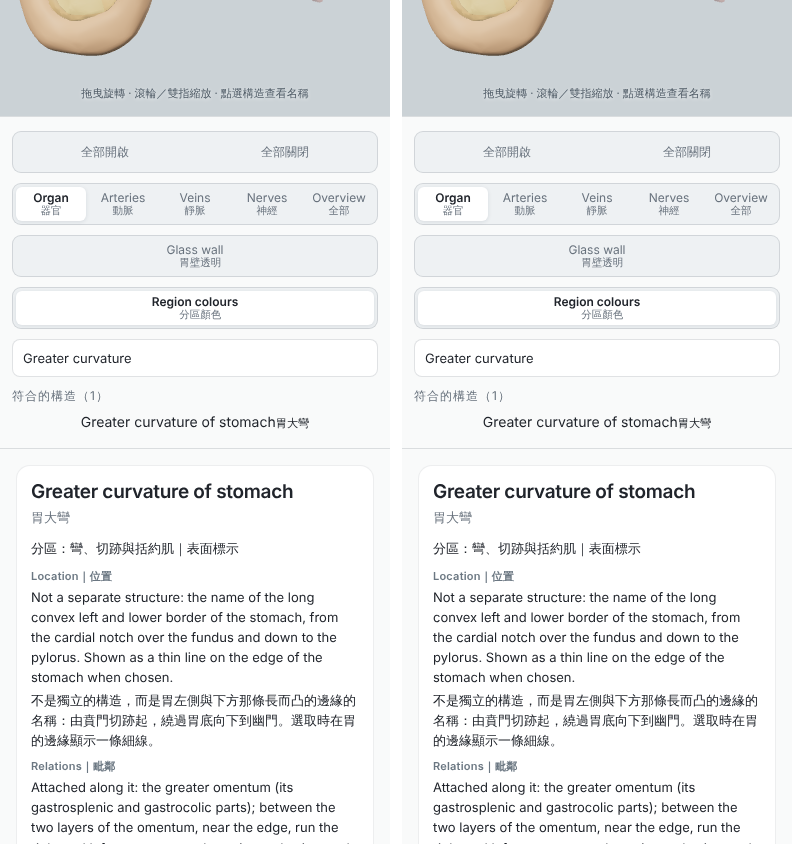 拖曳旋轉 · 滾輪／雙指縮放 · 點選構造查看名稱
全部開啟 全部關閉
Organ Arteries Veins Nerves Overview
器官 動脈 靜脈 神經 全部
Glass wall
胃壁透明
Region colours
分區顏色
Greater curvature
符合的構造（1）
Greater curvature of stomach胃大彎
Greater curvature of stomach
胃大彎
分區：彎、切跡與括約肌｜表面標示
Location｜位置
Not a separate structure: the name of the long
convex left and lower border of the stomach, from
the cardial notch over the fundus and down to the
pylorus. Shown as a thin line on the edge of the
stomach when chosen.
不是獨立的構造，而是胃左側與下方那條長而凸的邊緣的
名稱：由賁門切跡起，繞過胃底向下到幽門。選取時在胃
的邊緣顯示一條細線。
Relations｜毗鄰
Attached along it: the greater omentum (its
gastrosplenic and gastrocolic parts); between the
two layers of the omentum, near the edge, run the
拖曳旋轉 · 滾輪／雙指縮放 · 點選構造查看名稱
全部開啟 全部關閉
Organ Arteries Veins Nerves Overview
器官 動脈 靜脈 神經 全部
Glass wall
胃壁透明
Region colours
分區顏色
Greater curvature
符合的構造（1）
Greater curvature of stomach胃大彎
Greater curvature of stomach
胃大彎
分區：彎、切跡與括約肌｜表面標示
Location｜位置
Not a separate structure: the name of the long
convex left and lower border of the stomach, from
the cardial notch over the fundus and down to the
pylorus. Shown as a thin line on the edge of the
stomach when chosen.
不是獨立的構造，而是胃左側與下方那條長而凸的邊緣的
名稱：由賁門切跡起，繞過胃底向下到幽門。選取時在胃
的邊緣顯示一條細線。
Relations｜毗鄰
Attached along it: the greater omentum (its
gastrosplenic and gastrocolic parts); between the
two layers of the omentum, near the edge, run the